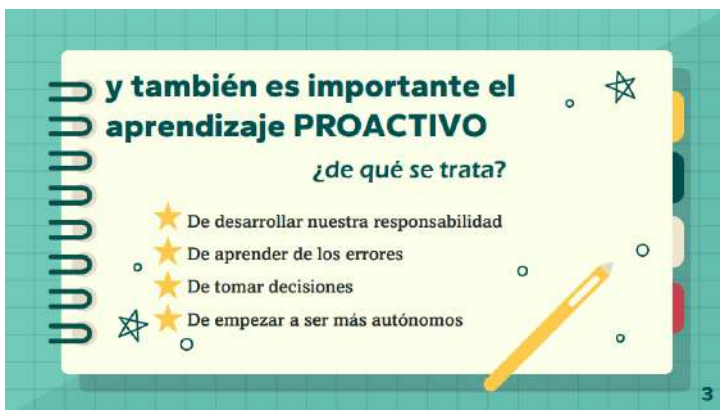 y también es importante el
aprendizaje PROACTIVO
¿de qué se trata?
De desarrollar nuestra responsabilidad
De aprender de los errores
De tomar decisiones
De empezar a ser más autónomos
3